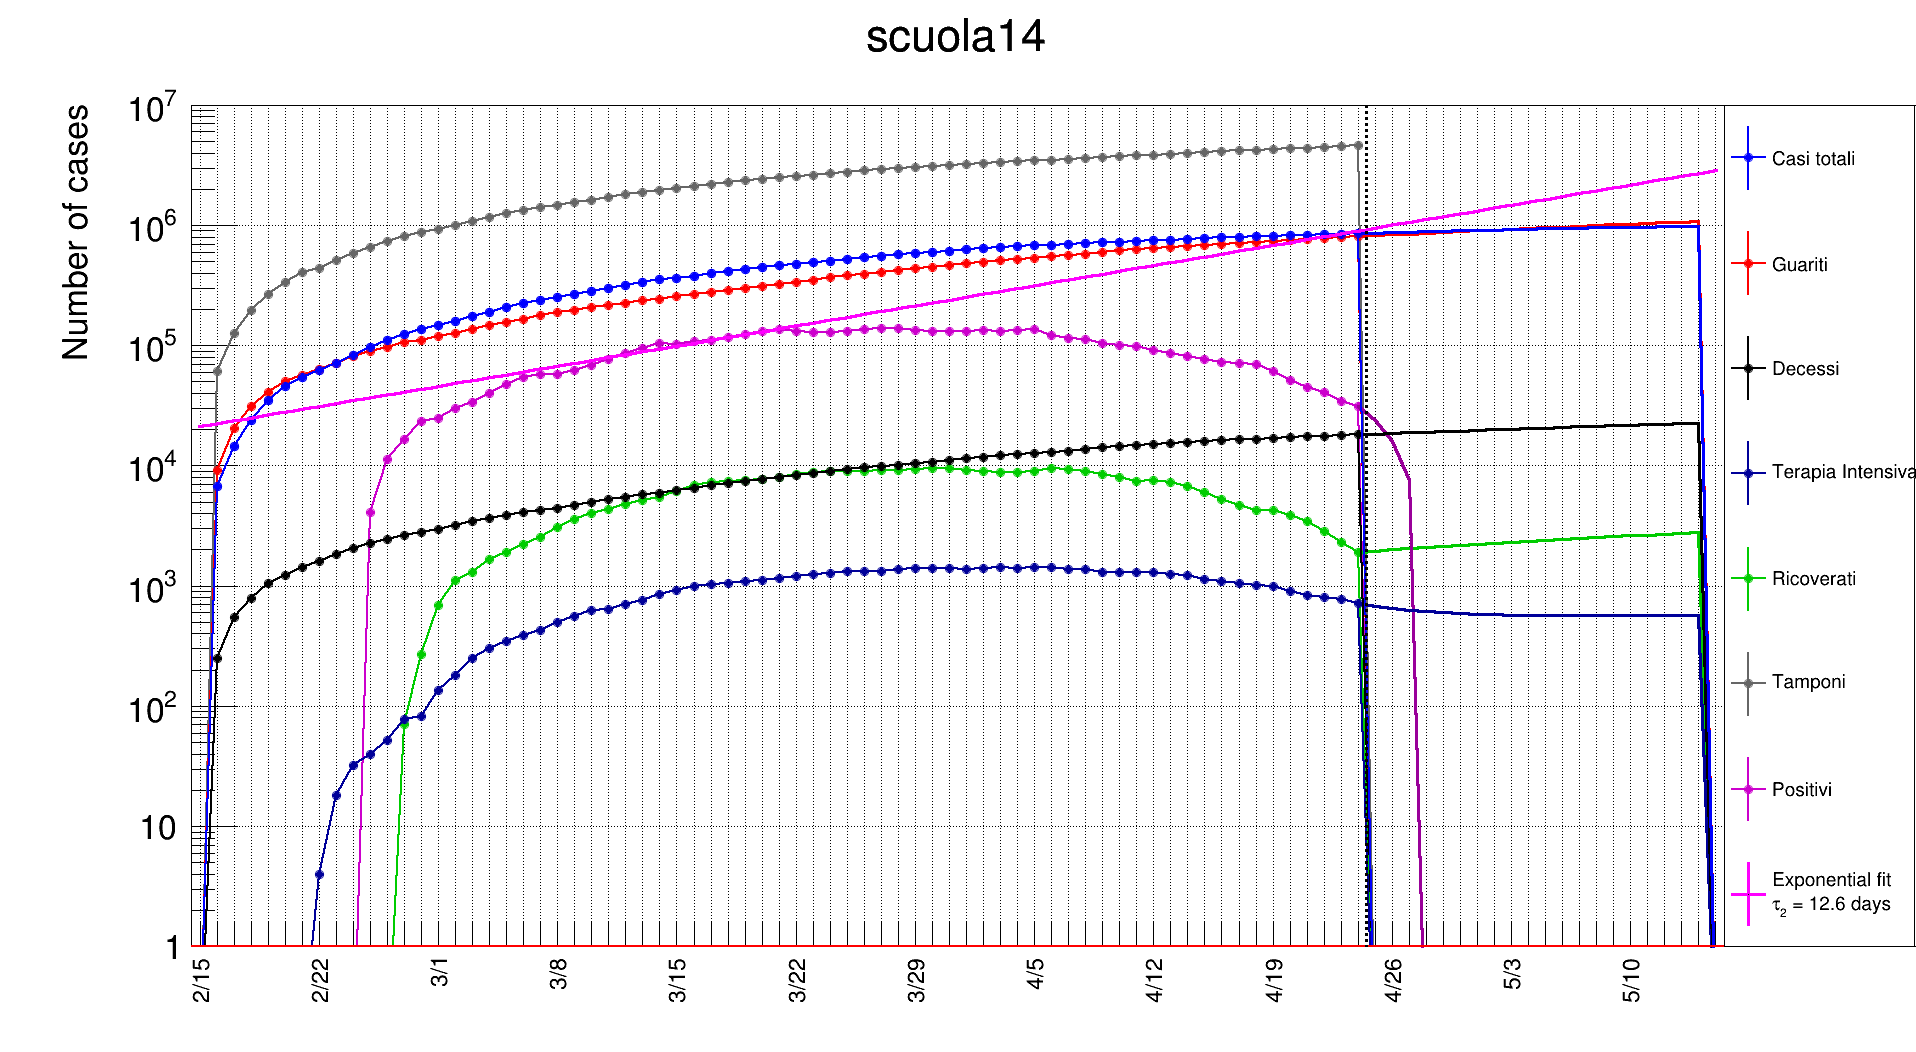 scuola14
Number of cases
10^7
10^6
10^5
10^4
10^3
10^2
10
1
2/15
2/22
3/1
3/8
3/15
3/22
3/29
4/5
4/12
4/19
4/26
5/3
5/10
Casi totali
Guariti
Decessi
Terapia Intensiva
Ricoverati
Tamponi
Positivi
Exponential fit
τ₂ = 12.6 days